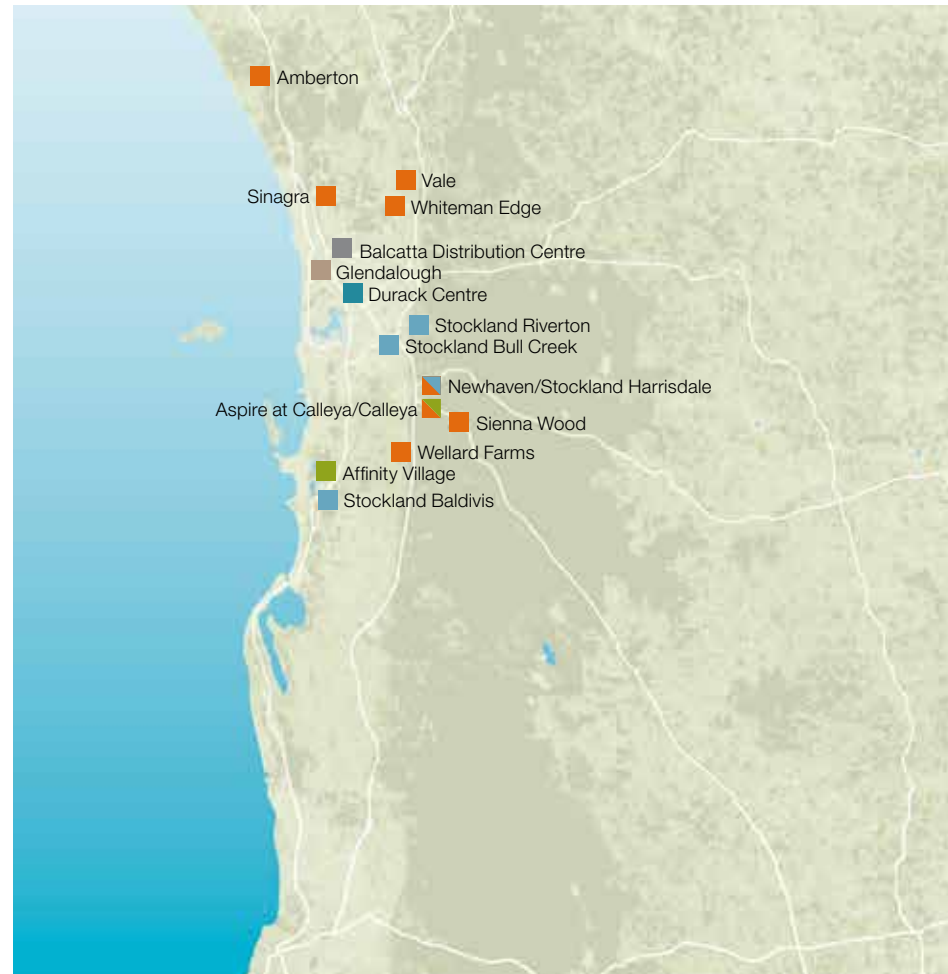 Amberton
Vale
Sinagra
Whiteman Edge
Balcatta Distribution Centre
Glendalough
Durack Centre
Stockland Riverton
Stockland Bull Creek
Newhaven/Stockland Harrisdale
Aspire at Calleya/Calleya
Sienna Wood
Wellard Farms
Affinity Village
Stockland Baldivis